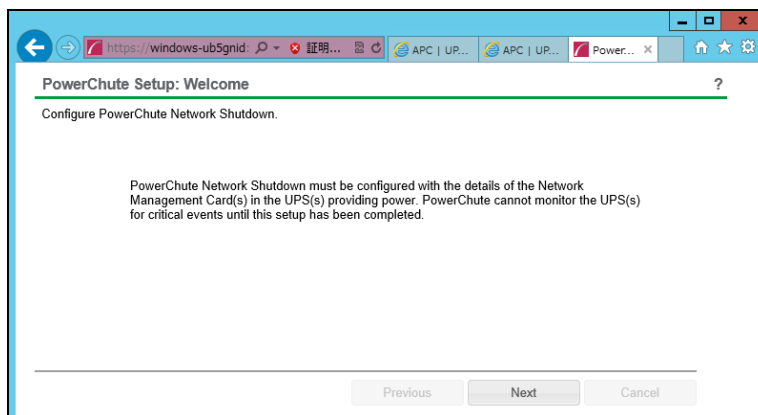 https://windows-ub5gnid: 証明... APC | UP... APC | UP... Power...
PowerChute Setup: Welcome ?
Configure PowerChute Network Shutdown.
PowerChute Network Shutdown must be configured with the details of the Network
Management Card(s) in the UPS(s) providing power. PowerChute cannot monitor the UPS(s)
for critical events until this setup has been completed.
Previous Next Cancel